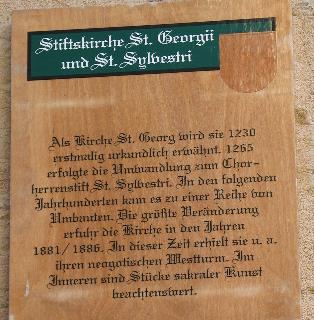 Stiftskirche St. Georgii
und St. Sylvestri
Als Kirche St. Georg wird sie 1230
erstmalig urkundlich erwähnt. 1265
erfolgte die Umwandlung zum Chor-
herrenstift St. Sylvestri. In den folgenden
Jahrhunderten kam es zu einer Reihe von
Umbauten. Die größte Veränderung
erfuhr die Kirche in den Jahren
1881/1886. In dieser Zeit erhielt sie u. a.
ihren neogotischen Westturm. Im
Inneren sind Stücke sakraler Kunst
beachtenswert.